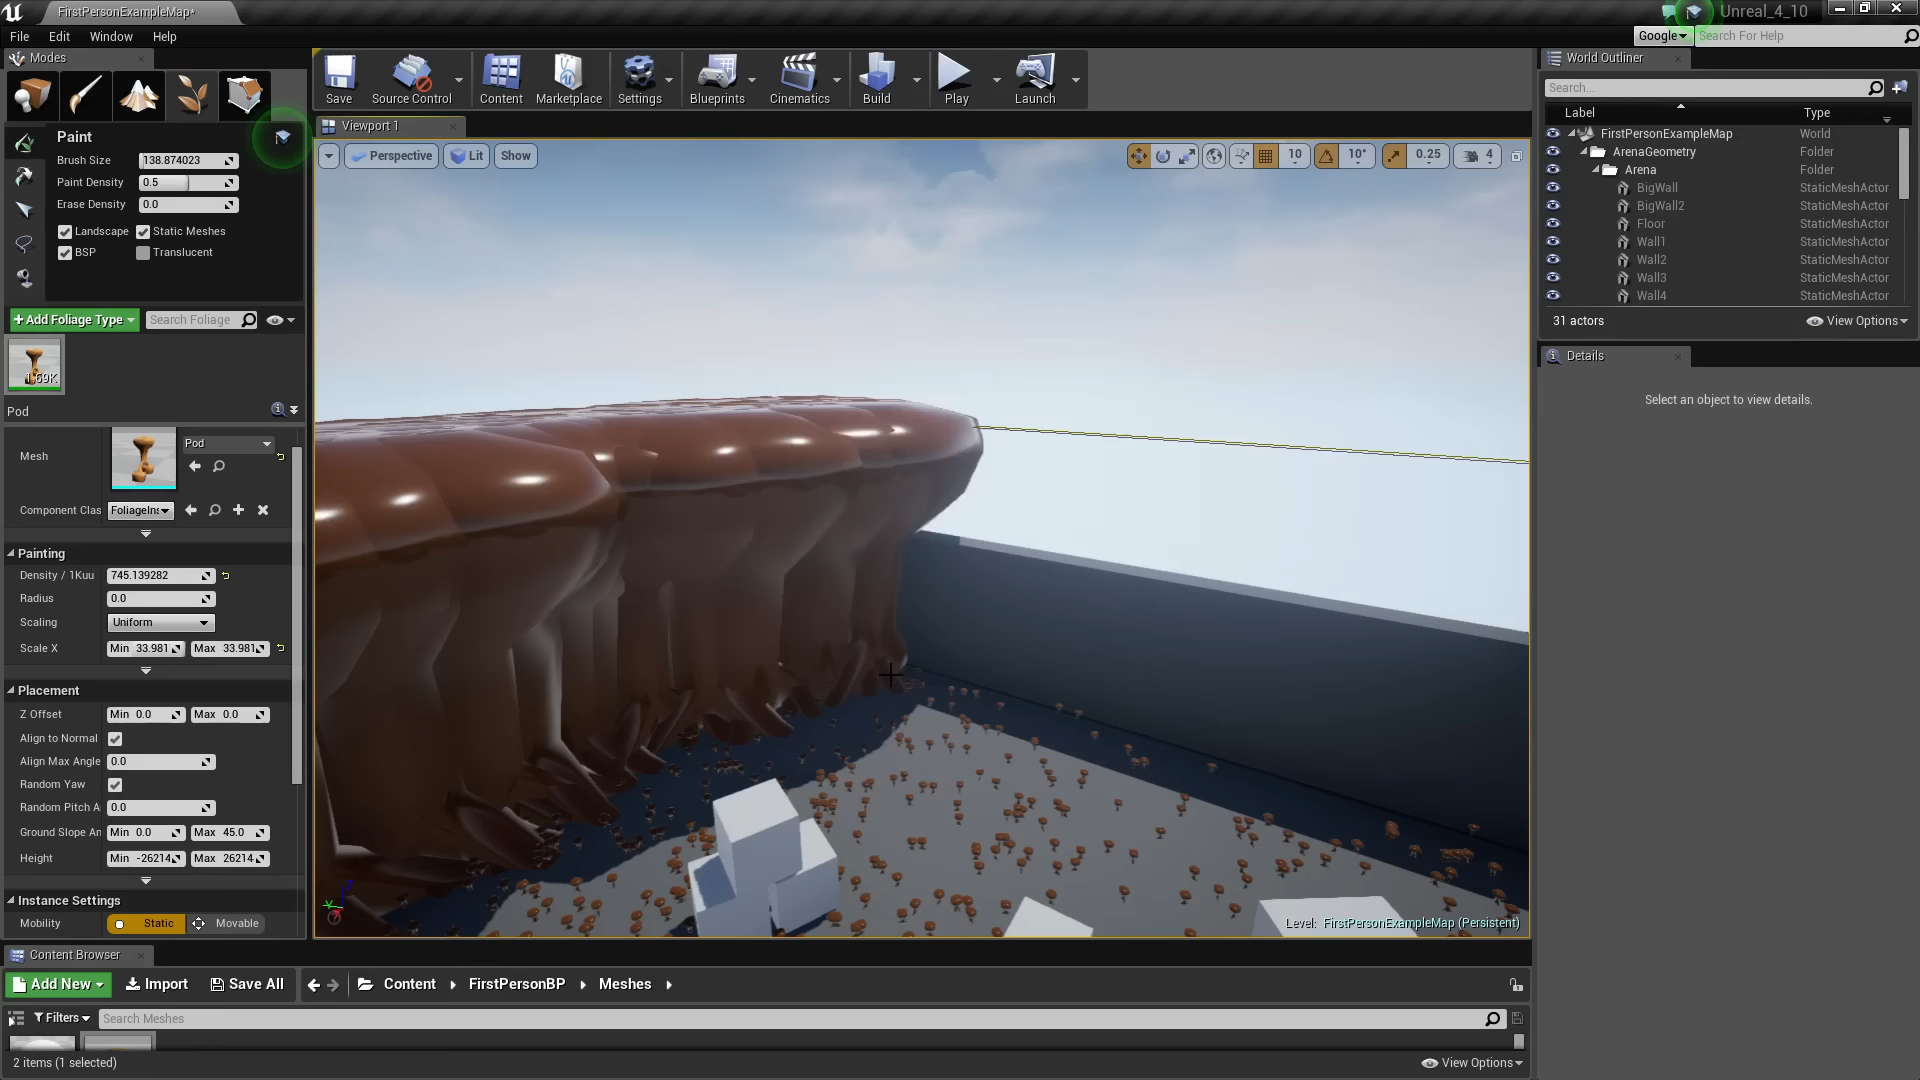 FirstPersonExampleMap*
Unreal_4_10
File Edit Window Help
Google Search For Help
Modes
Save
Source Control
Content
Marketplace
Settings
Blueprints
Cinematics
Build
Play
Launch
World Outliner
Search...
Label Type
FirstPersonExampleMap World
ArenaGeometry Folder
Arena Folder
BigWall StaticMeshActor
BigWall2 StaticMeshActor
Floor StaticMeshActor
Wall1 StaticMeshActor
Wall2 StaticMeshActor
Wall3 StaticMeshActor
Wall4 StaticMeshActor
31 actors View Options
Details
Select an object to view details.
Viewport 1
Perspective Lit Show
10 10° 0.25 4
Level: FirstPersonExampleMap (Persistent)
Paint
Brush Size 138.874023
Paint Density 0.5
Erase Density 0.0
Landscape Static Meshes
BSP Translucent
+Add Foliage Type Search Foliage
1.69K
Pod
Mesh Pod
Component Clas FoliageIns
Painting
Density / 1Kuu 745.139282
Radius 0.0
Scaling Uniform
Scale X Min 33.981 Max 33.981
Placement
Z Offset Min 0.0 Max 0.0
Align to Normal
Align Max Angle 0.0
Random Yaw
Random Pitch A 0.0
Ground Slope An Min 0.0 Max 45.0
Height Min -26214 Max 26214
Instance Settings
Mobility Static Movable
Content Browser
Add New Import Save All Content FirstPersonBP Meshes
Filters Search Meshes
2 items (1 selected) View Options